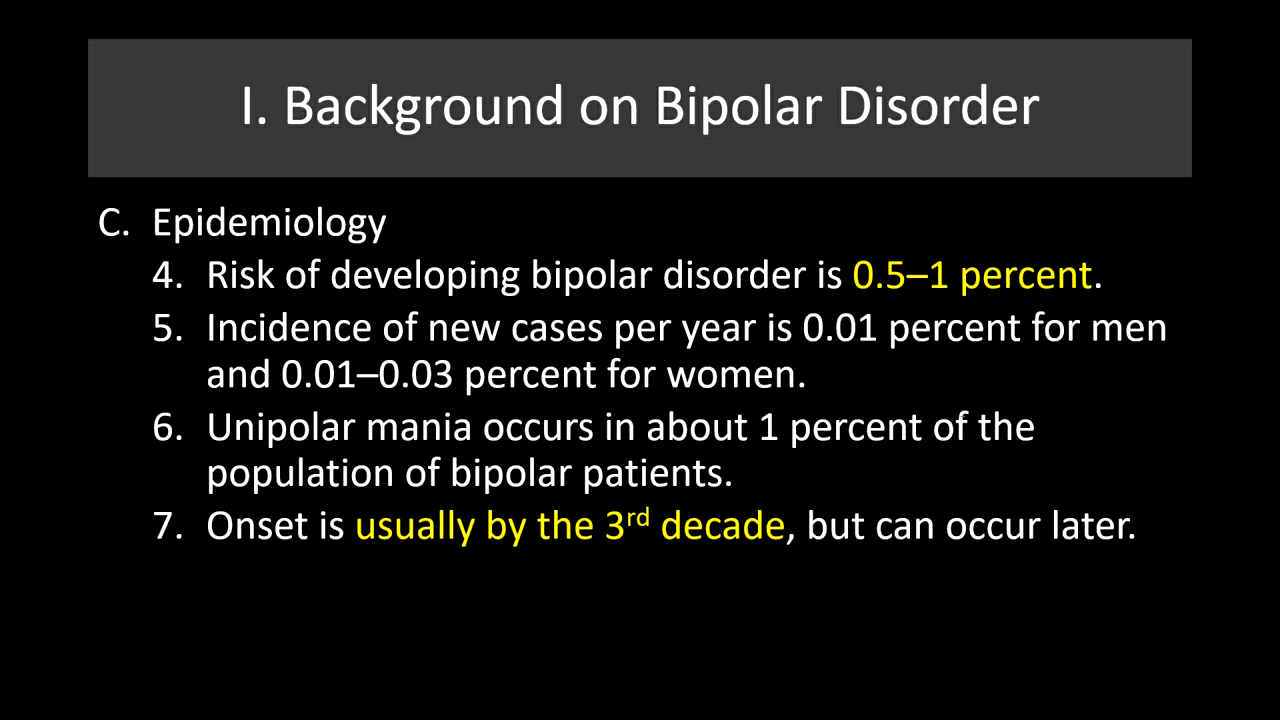 I. Background on Bipolar Disorder
C. Epidemiology
4. Risk of developing bipolar disorder is 0.5–1 percent.
5. Incidence of new cases per year is 0.01 percent for men
and 0.01–0.03 percent for women.
6. Unipolar mania occurs in about 1 percent of the
population of bipolar patients.
7. Onset is usually by the 3rd decade, but can occur later.